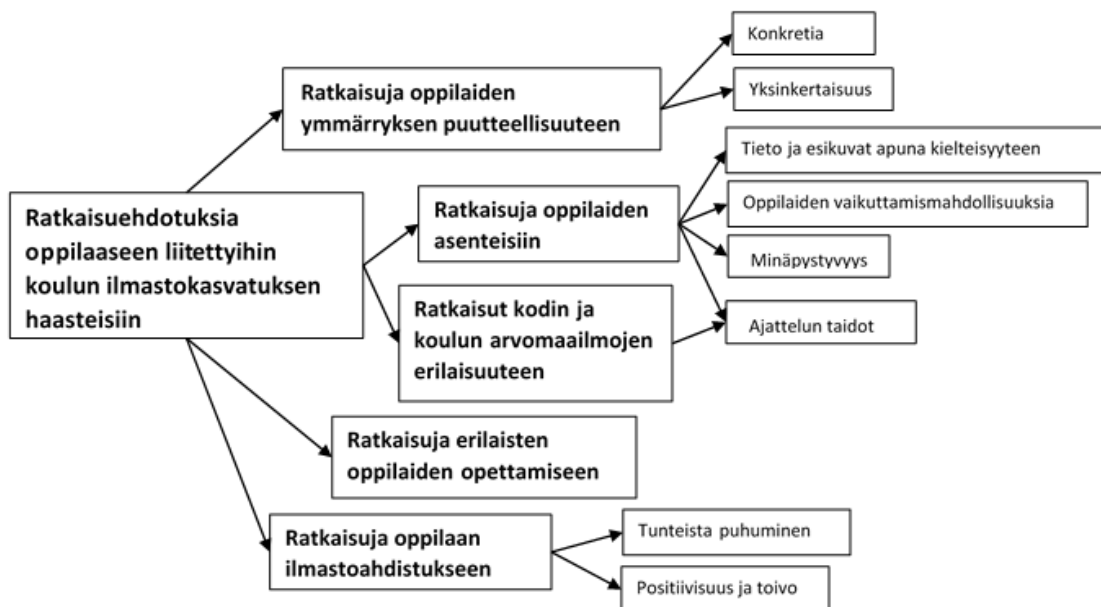 Konkretia
Yksinkertaisuus
Ratkaisuja oppilaiden
ymmärryksen puutteellisuuteen
Tieto ja esikuvat apuna kielteisyyteen
Oppilaiden vaikuttamismahdollisuuksia
Minäpystyvyys
Ajattelun taidot
Ratkaisuja oppilaiden
asenteisiin
Ratkaisuehdotuksia
oppilaaseen liitettyihin
koulun ilmastokasvatuksen
haasteisiin
Ratkaisut kodin ja
koulun arvomaailmojen
erilaisuuteen
Ratkaisuja erilaisten
oppilaiden opettamiseen
Ratkaisuja oppilaan
ilmastoahdistukseen
Tunteista puhuminen
Positiivisuus ja toivo